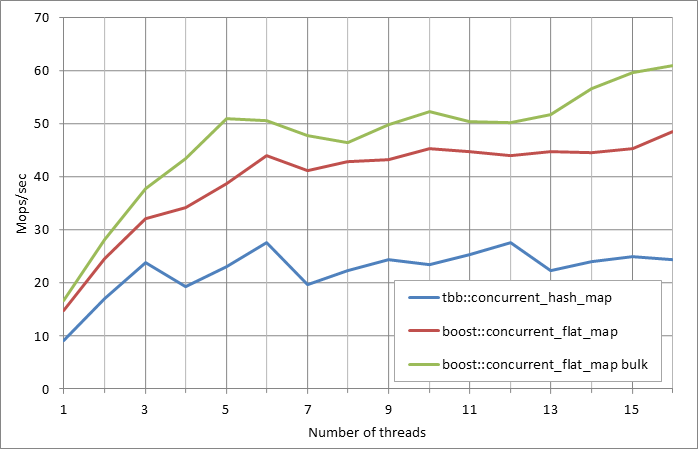 70
60
50
40
30
20
10
0
Mops/sec
tbb::concurrent_hash_map
boost::concurrent_flat_map
boost::concurrent_flat_map bulk
1 3 5 7 9 11 13 15
Number of threads